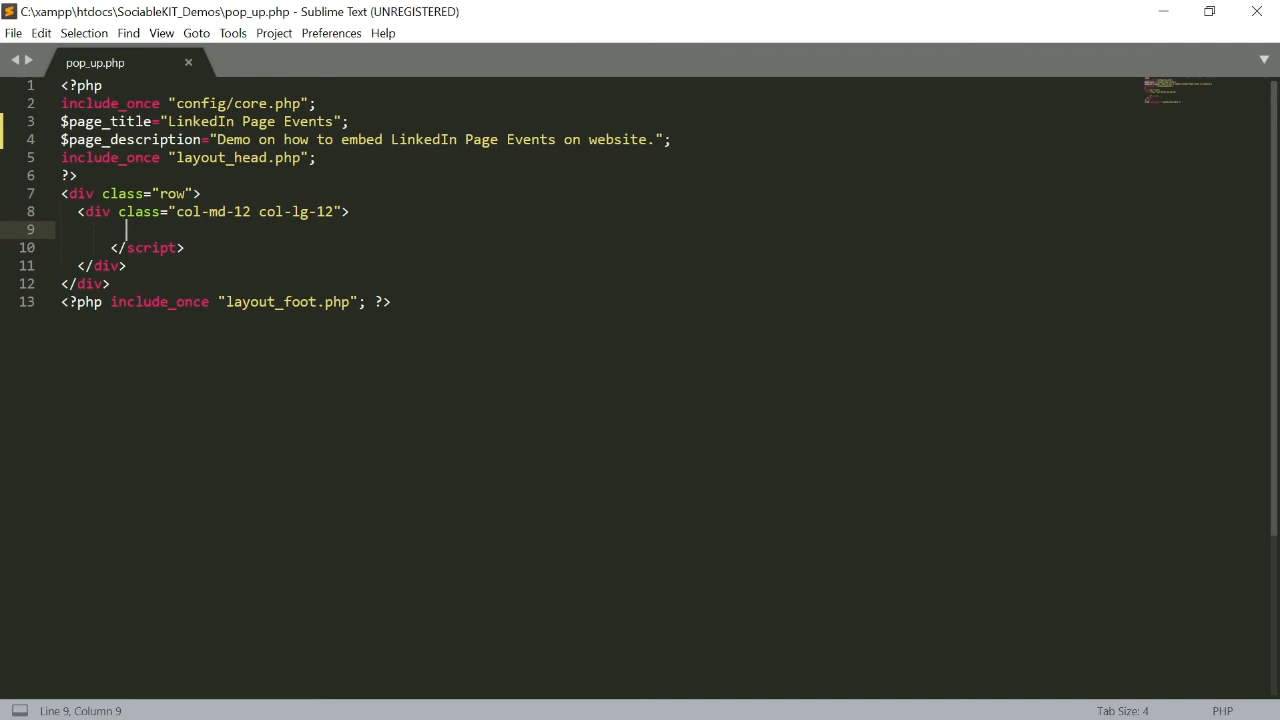 C:\xampp\htdocs\SociableKIT_Demos\pop_up.php - Sublime Text (UNREGISTERED)
File Edit Selection Find View Goto Tools Project Preferences Help
pop_up.php
1 <?php
2 include_once "config/core.php";
3 $page_title="LinkedIn Page Events";
4 $page_description="Demo on how to embed LinkedIn Page Events on website.";
5 include_once "layout_head.php";
6 ?>
7 <div class="row">
8 <div class="col-md-12 col-lg-12">
9
10 </script>
11 </div>
12 </div>
13 <?php include_once "layout_foot.php"; ?>
Line 9, Column 9 Tab Size: 4 PHP